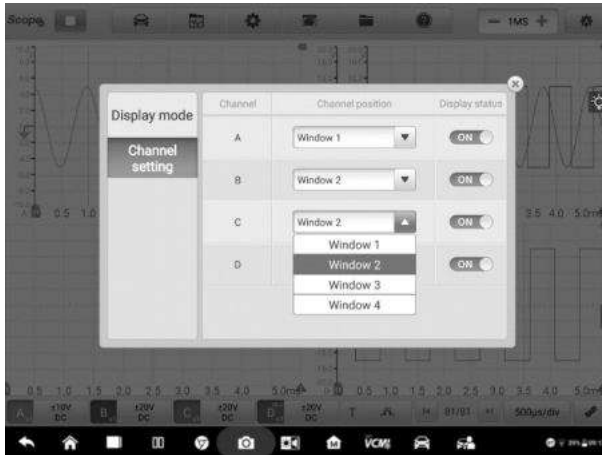 Scope
1MS
Display mode
Channel setting
Channel
Channel position
Display status
A
Window 1
ON
B
Window 2
ON
C
Window 2
ON
Window 1
Window 2
Window 3
Window 4
D
ON
0.5 1.0
3.5 4.0 5.0ms
0.5 1.0 1.5 2.0 2.5 3.0 3.5 4.0 5.0ms
0 0.5 1.0 1.5 2.0 2.5 3.0 3.5 4.0 5.0ms
A ±10V DC
B ±20V DC
C ±20V DC
D ±20V DC
T
01/01
500μs/div
VCMI